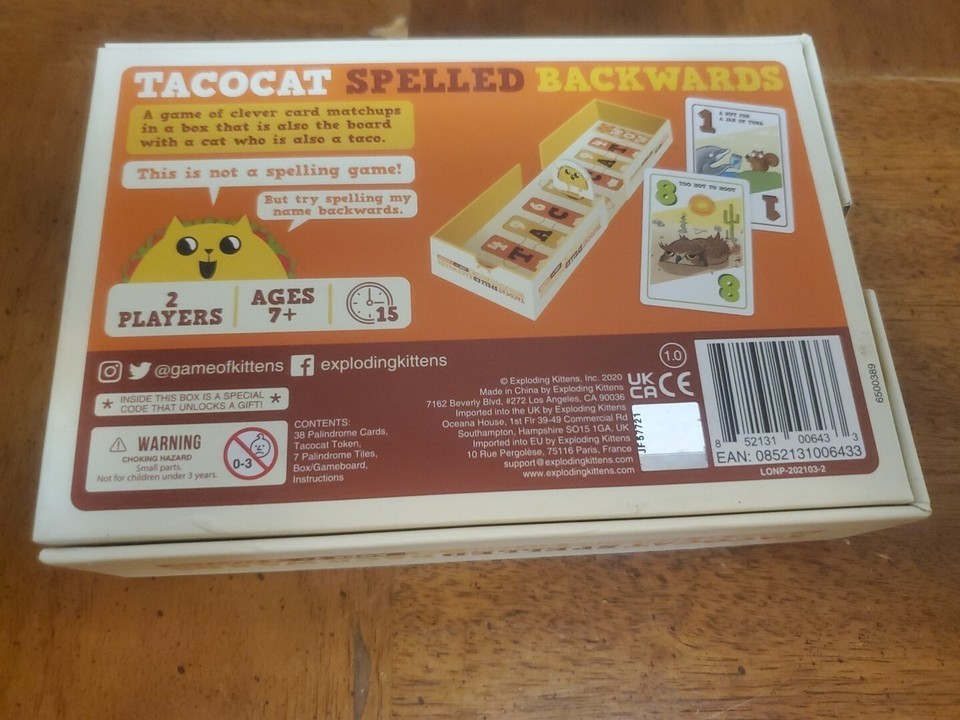 TACOCAT SPELLED BACKWARDS
A game of clever card matchups
in a box that is also the board
with a cat who is also a taco.
This is not a spelling game!
But try spelling my
name backwards.
2
PLAYERS
AGES
7+
15
1
A NUT FOR
A JAR OF TUNA
1
8
TOO HOT TO HOOT
8
TAC
CAT
@gameofkittens
explodingkittens
* INSIDE THIS BOX IS A SPECIAL
CODE THAT UNLOCKS A GIFT! *
WARNING
CHOKING HAZARD
Small parts.
Not for children under 3 years.
0-3
CONTENTS:
38 Palindrome Cards,
Tacocat Token,
7 Palindrome Tiles,
Box/Gameboard,
Instructions
© Exploding Kittens, Inc. 2020
Made in China by Exploding Kittens
7162 Beverly Blvd, #272 Los Angeles, CA 90036
Imported into the UK by Exploding Kittens
Oceana House, 1st Flr 39-49 Commercial Rd
Southampton, Hampshire SO15 1GA, UK
Imported into EU by Exploding Kittens
10 Rue Pergolèse, 75116 Paris, France
support@explodingkittens.com
www.explodingkittens.com
1.0
UK
CA CE
JF57721
8 52131 00643 3
EAN: 0852131006433
LONP-202103-2
6500389